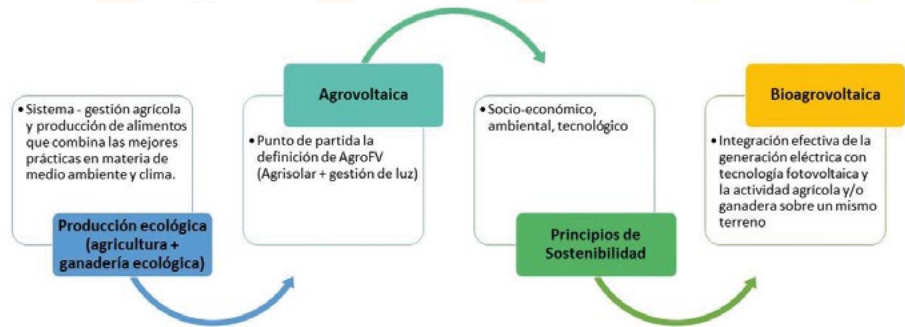 • Sistema - gestión agrícola
y producción de alimentos
que combina las mejores
prácticas en materia de
medio ambiente y clima.
Producción ecológica
(agricultura +
ganadería ecológica)
Agrovoltaica
• Punto de partida la
definición de AgroFV
(Agrisolar + gestión de luz)
• Socio-económico,
ambiental, tecnológico
Principios de
Sostenibilidad
Bioagrovoltaica
• Integración efectiva de la
generación eléctrica con
tecnología fotovoltaica y
la actividad agrícola y/o
ganadera sobre un mismo
terreno